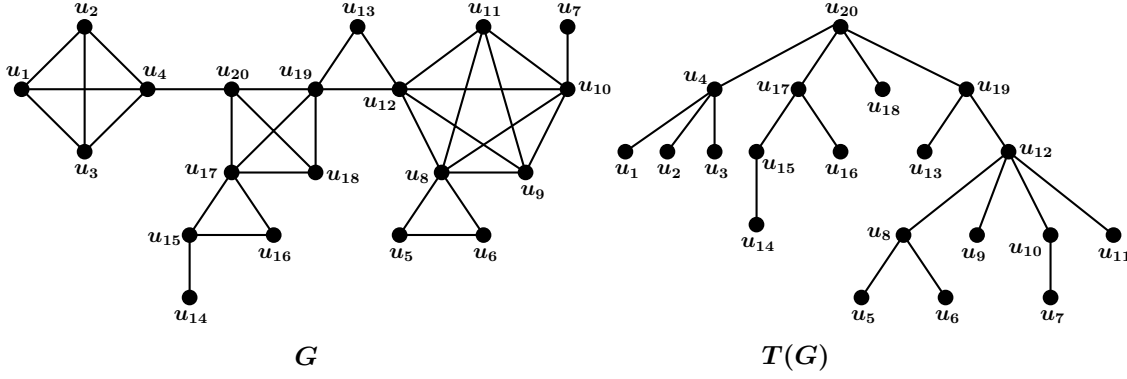 u2 u13 u11 u7 u20
u1 u4 u20 u19 u12 u10 u4 u17 u18 u19
u3 u17 u18 u8 u9 u1 u2 u3 u15 u16 u13 u12
u15 u16 u5 u6 u14 u8 u9 u10 u11
u14 u5 u6 u7
G T(G)